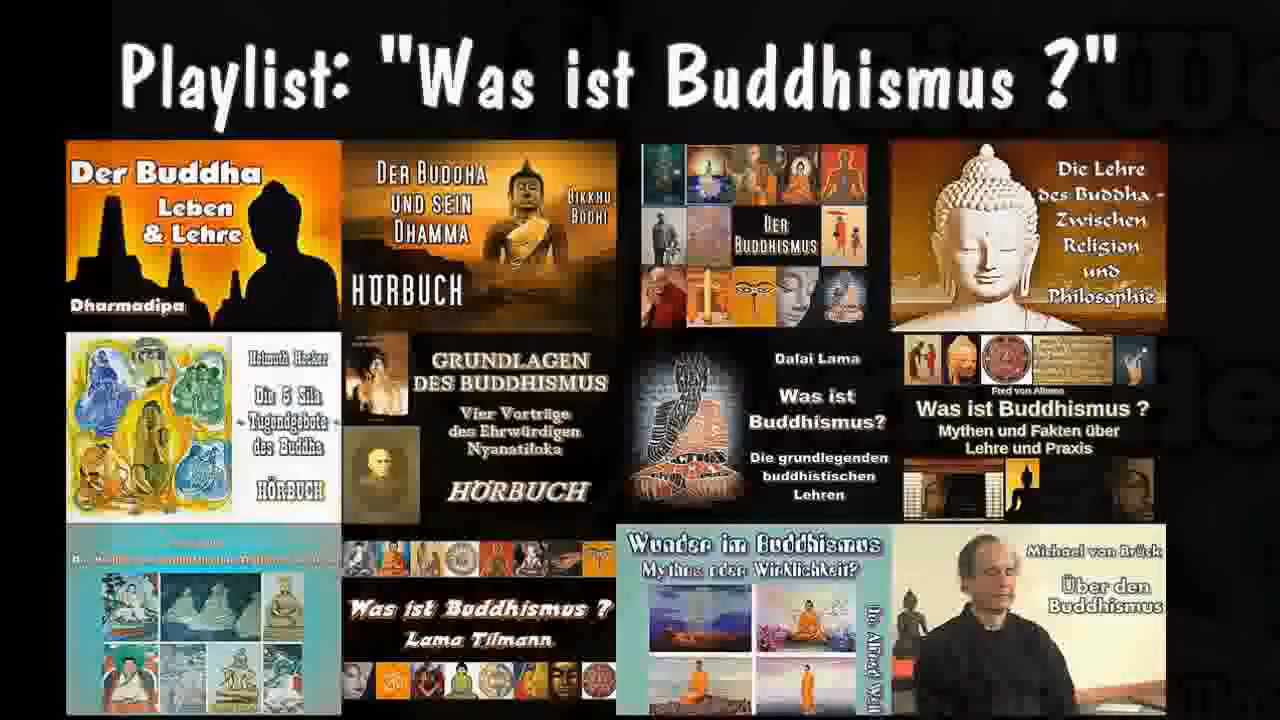 Playlist: "Was ist Buddhismus ?"
Der Buddha
Leben
& Lehre
Dharmadipa
DER BUDDHA
UND SEIN
DHAMMA
BIKKHU
BODHI
HÖRBUCH
DER
BUDDHISMUS
Die Lehre
des Buddha -
Zwischen
Religion
und
Philosophie
Helmuth Hecker
Die 5 Sila
- Tugendgebote -
des Buddha
HÖRBUCH
GRUNDLAGEN
DES BUDDHISMUS
Vier Vorträge
des Ehrwürdigen
Nyanatiloka
HÖRBUCH
Dalai Lama
Was ist
Buddhismus?
Die grundlegenden
buddhistischen
Lehren
Fred von Allmen
Was ist Buddhismus ?
Mythen und Fakten über
Lehre und Praxis
Was ist Buddhismus ?
Lama Tilmann
Wunder im Buddhismus
Mythos oder Wirklichkeit?
Michael von Brück
Über den
Buddhismus